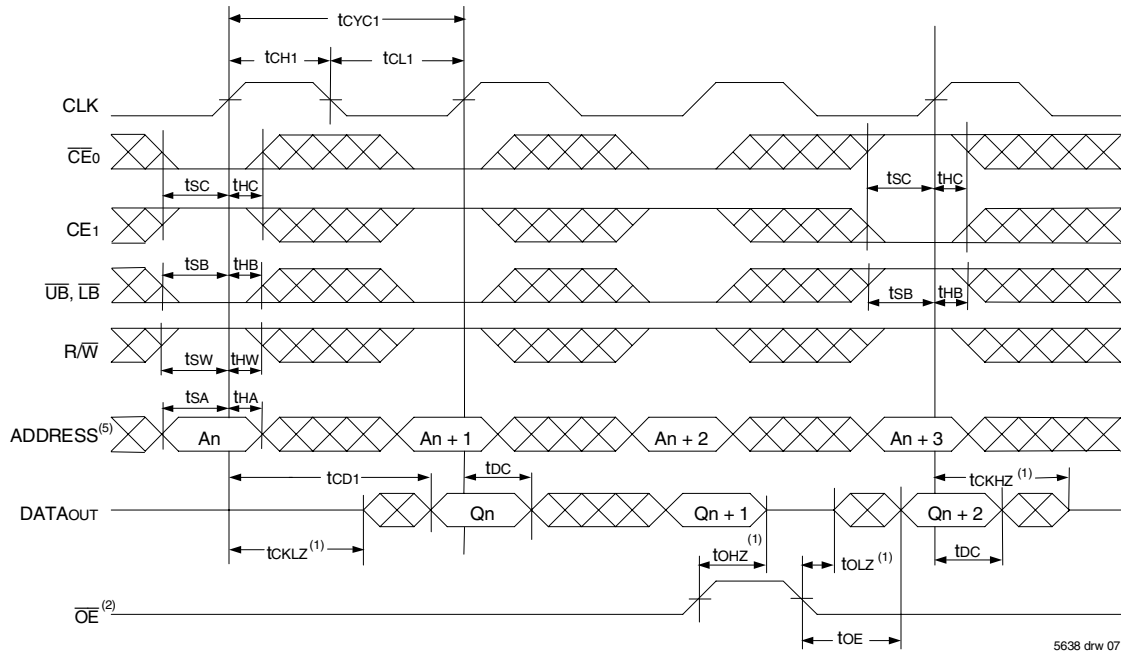 tCYC1
tCH1 tCL1
CLK
CE0
tSC tHC tSC tHC
CE1
tSB tHB
UB, LB tSB tHB
R/W
tSW tHW
tSA tHA
ADDRESS(5) An An + 1 An + 2 An + 3
tCD1 tDC tCKHZ(1)
DATAOUT Qn Qn + 1 Qn + 2
tCKLZ(1) tOHZ(1) tOLZ(1) tDC
OE(2)
tOE
5638 drw 07